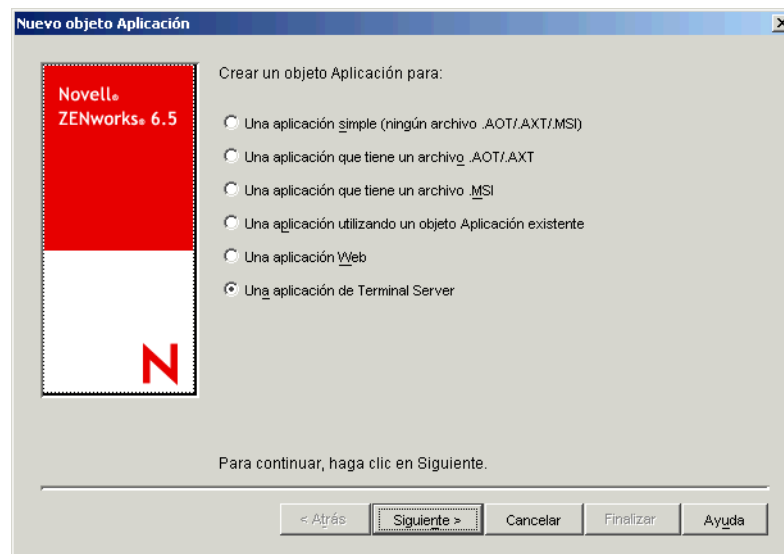 Nuevo objeto Aplicación
Novell®
ZENworks® 6.5
Crear un objeto Aplicación para:
Una aplicación simple (ningún archivo .AOT/.AXT/.MSI)
Una aplicación que tiene un archivo .AOT/.AXT
Una aplicación que tiene un archivo .MSI
Una aplicación utilizando un objeto Aplicación existente
Una aplicación Web
Una aplicación de Terminal Server
N
Para continuar, haga clic en Siguiente.
< Atrás
Siguiente >
Cancelar
Finalizar
Ayuda